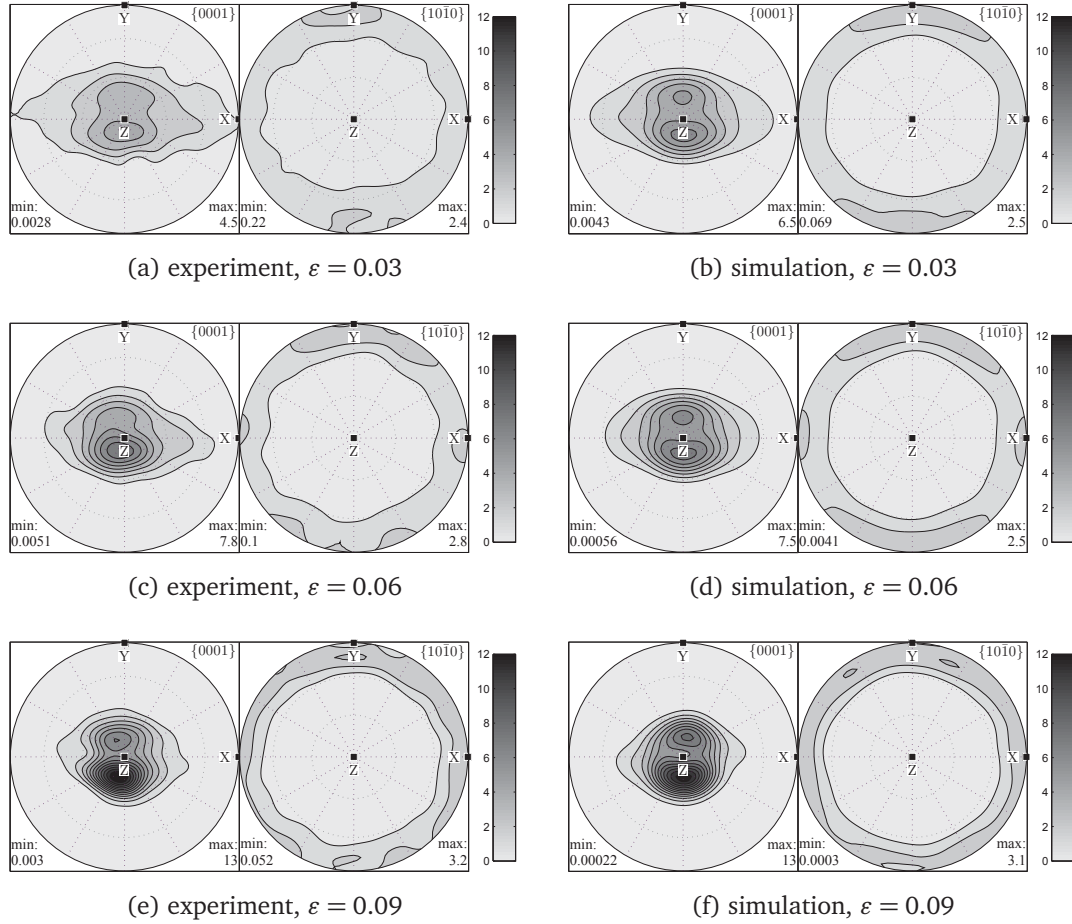 {0001} {101̄0} 12
Y Y 10
8
X X 6
Z Z 4
min: max: min: max: 2
0.0028 4.5 0.22 2.4 0
(a) experiment, ε = 0.03
{0001} {101̄0} 12
Y Y 10
8
X X 6
Z Z 4
min: max: min: max: 2
0.0043 6.5 0.069 2.5 0
(b) simulation, ε = 0.03
{0001} {101̄0} 12
Y Y 10
8
X X 6
Z Z 4
min: max: min: max: 2
0.0051 7.8 0.1 2.8 0
(c) experiment, ε = 0.06
{0001} {101̄0} 12
Y Y 10
8
X X 6
Z Z 4
min: max: min: max: 2
0.00056 7.5 0.0041 2.5 0
(d) simulation, ε = 0.06
{0001} {101̄0} 12
Y Y 10
8
X X 6
Z Z 4
min: max: min: max: 2
0.003 13 0.052 3.2 0
(e) experiment, ε = 0.09
{0001} {101̄0} 12
Y Y 10
8
X X 6
Z Z 4
min: max: min: max: 2
0.00022 13 0.0003 3.1 0
(f) simulation, ε = 0.09